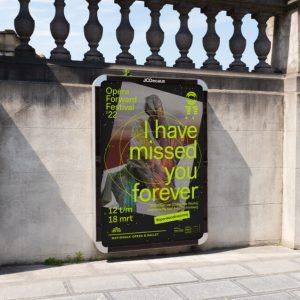 JCDecaux
Opera
Forward
Festival
'22
I have
missed
you
forever
12 t/m
18 mrt
NATIONALE OPERA & BALLET